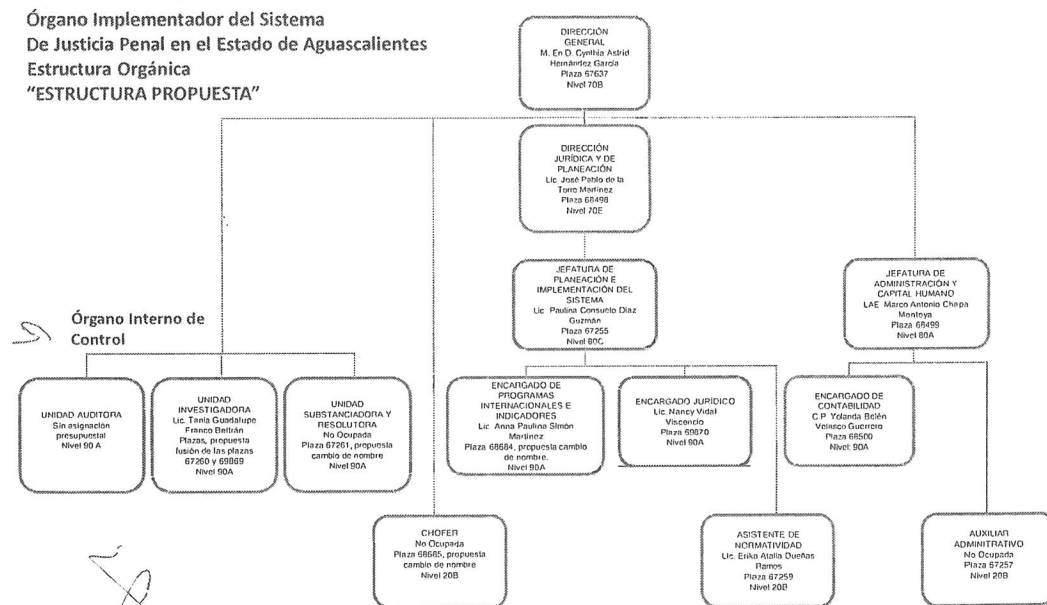 Órgano Implementador del Sistema
De Justicia Penal en el Estado de Aguascalientes
Estructura Orgánica
"ESTRUCTURA PROPUESTA"
DIRECCIÓN
GENERAL
M. En D. Cynthia Astrid
Hernández García
Plaza 67637
Nivel 70B
DIRECCIÓN
JURÍDICA Y DE
PLANEACIÓN
Lic. José Pablo de la
Torre Martínez
Plaza 68498
Nivel 70E
JEFATURA DE
PLANEACIÓN E
IMPLEMENTACIÓN DEL
SISTEMA
Lic. Paulina Consuelo Díaz
Guzmán
Plaza 67255
Nivel 80C
JEFATURA DE
ADMINISTRACIÓN Y
CAPITAL HUMANO
LAE. Marco Antonio Chapa
Montoya
Plaza 68499
Nivel 80A
Órgano Interno de
Control
UNIDAD AUDITORA
Sin asignación
presupuestal
Nivel 90 A
UNIDAD
INVESTIGADORA
Lic. Tania Guadalupe
Franco Beltrán
Plazas, propuesta
fusión de las plazas
67260 y 69869
Nivel 90A
UNIDAD
SUBSTANCIADORA Y
RESOLUTORA
No Ocupada
Plaza 67261, propuesta
cambio de nombre
Nivel 90A
ENCARGADO DE
PROGRAMAS
INTERNACIONALES E
INDICADORES
Lic. Anna Paulina Simón
Martínez
Plaza 68684, propuesta cambio
de nombre.
Nivel 90A
ENCARGADO JURÍDICO
Lic. Nancy Vidal
Viscencio
Plaza 69870
Nivel 90A
ENCARGADO DE
CONTABILIDAD
C.P. Yolanda Belén
Velasco Guerrero
Plaza 68500
Nivel: 90A
CHOFER
No Ocupada
Plaza 68685, propuesta
cambio de nombre
Nivel 20B
ASISTENTE DE
NORMATIVIDAD
Lic. Erika Atalia Dueñas
Ramos
Plaza 67259
Nivel 20B
AUXILIAR
ADMINITRATIVO
No Ocupada
Plaza 67257
Nivel 20B